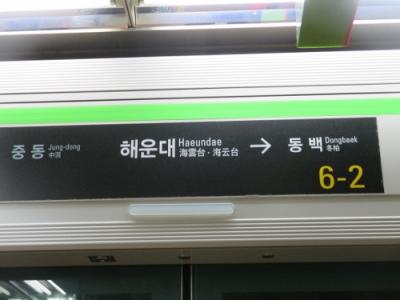 중동 Jung-dong
中洞
해운대 Haeundae
海雲台·海云台
→
동백 Dongbaek
冬柏
6-2